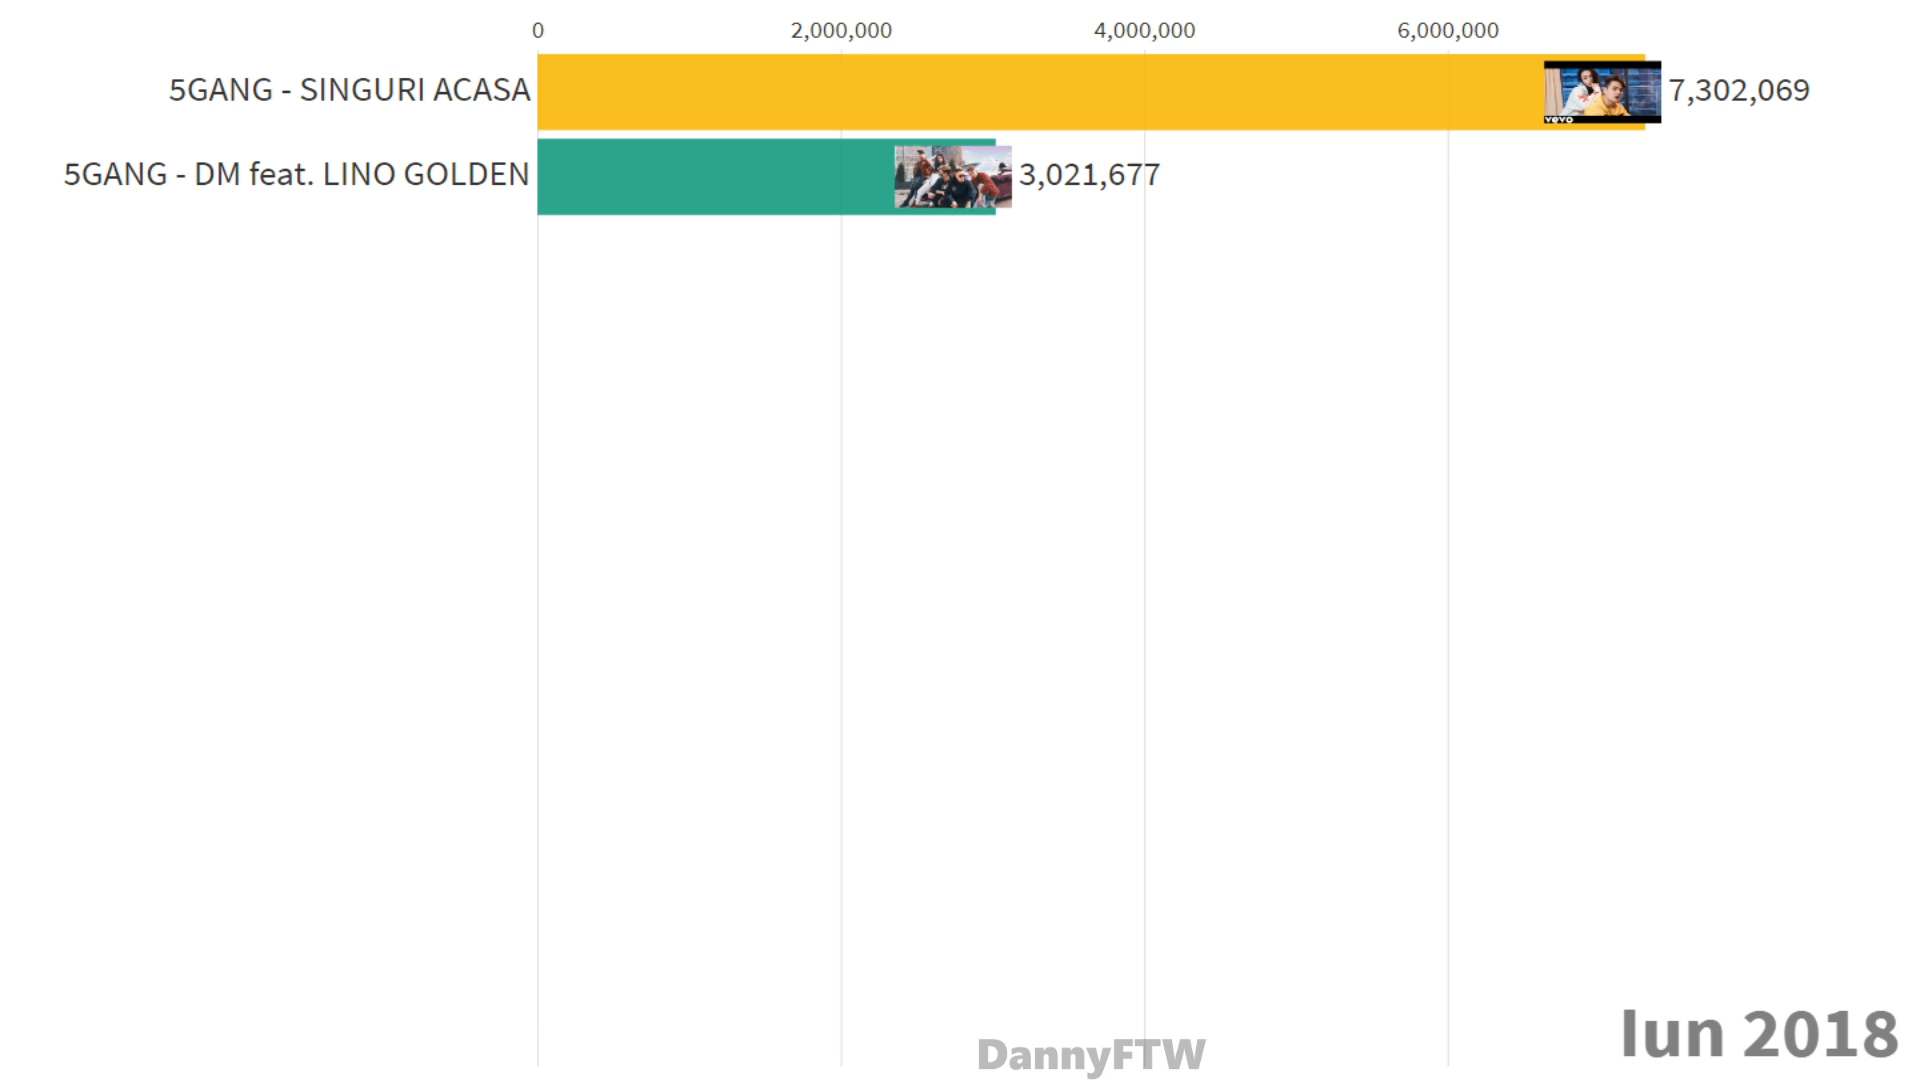 0 2,000,000 4,000,000 6,000,000
5GANG - SINGURI ACASA 7,302,069
vevo
5GANG - DM feat. LINO GOLDEN 3,021,677
Iun 2018
DannyFTW